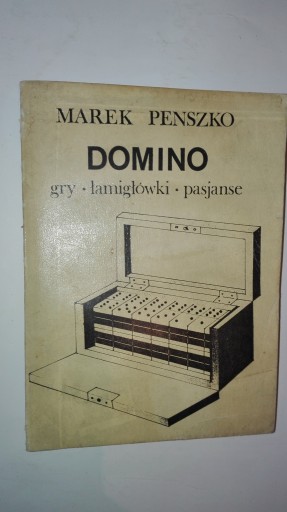 MAREK PENSZKO
DOMINO
gry · łamigłówki · pasjanse